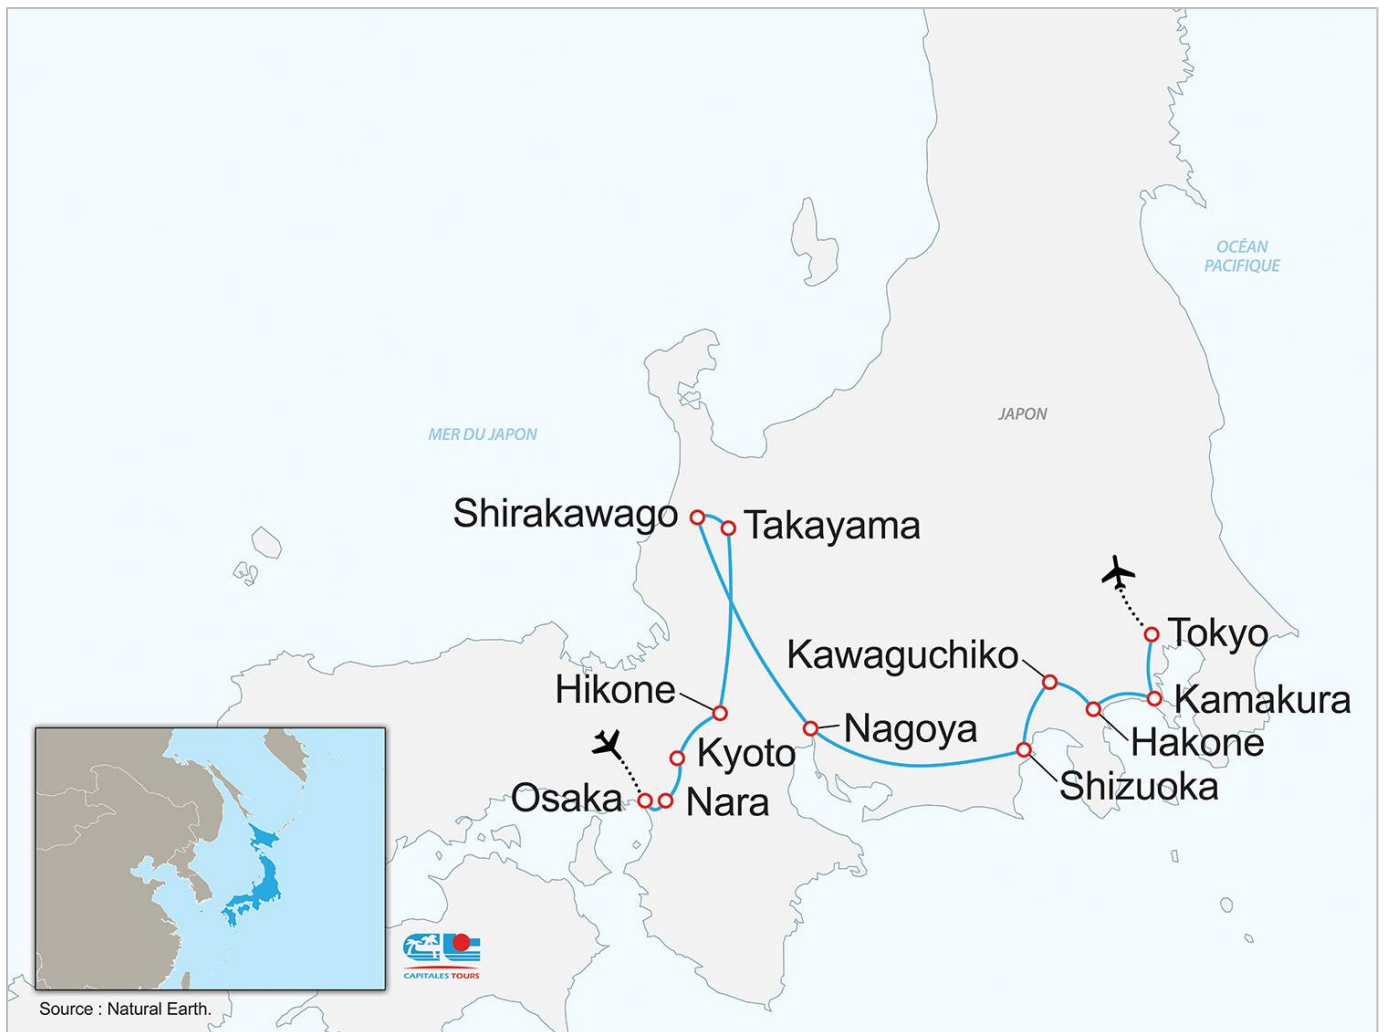 OCÉAN
PACIFIQUE
JAPON
MER DU JAPON
Shirakawago
Takayama
Tokyo
Kawaguchiko
Hikone
Kamakura
Nagoya
Hakone
Kyoto
Shizuoka
Osaka
Nara
CAPITALES TOURS
Source : Natural Earth.